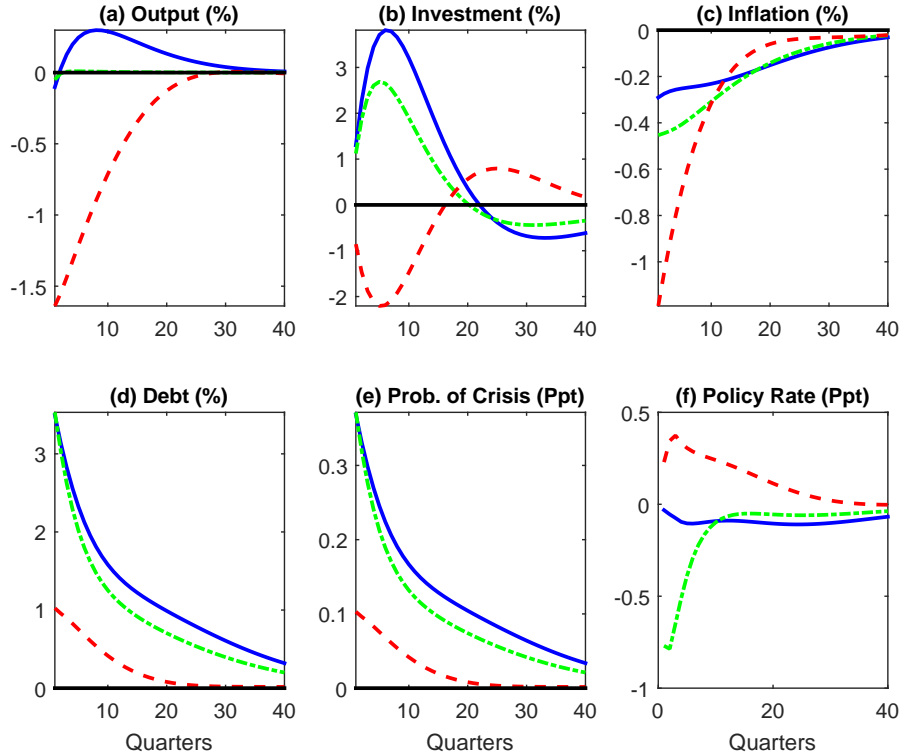 (a) Output (%)
0
-0.5
-1
-1.5
10 20 30 40
(b) Investment (%)
3
2
1
0
-1
-2
10 20 30 40
(c) Inflation (%)
0
-0.2
-0.4
-0.6
-0.8
-1
10 20 30 40
(d) Debt (%)
3
2
1
0
10 20 30 40
Quarters
(e) Prob. of Crisis (Ppt)
0.3
0.2
0.1
0
10 20 30 40
Quarters
(f) Policy Rate (Ppt)
0.5
0
-0.5
-1
0 20 40
Quarters